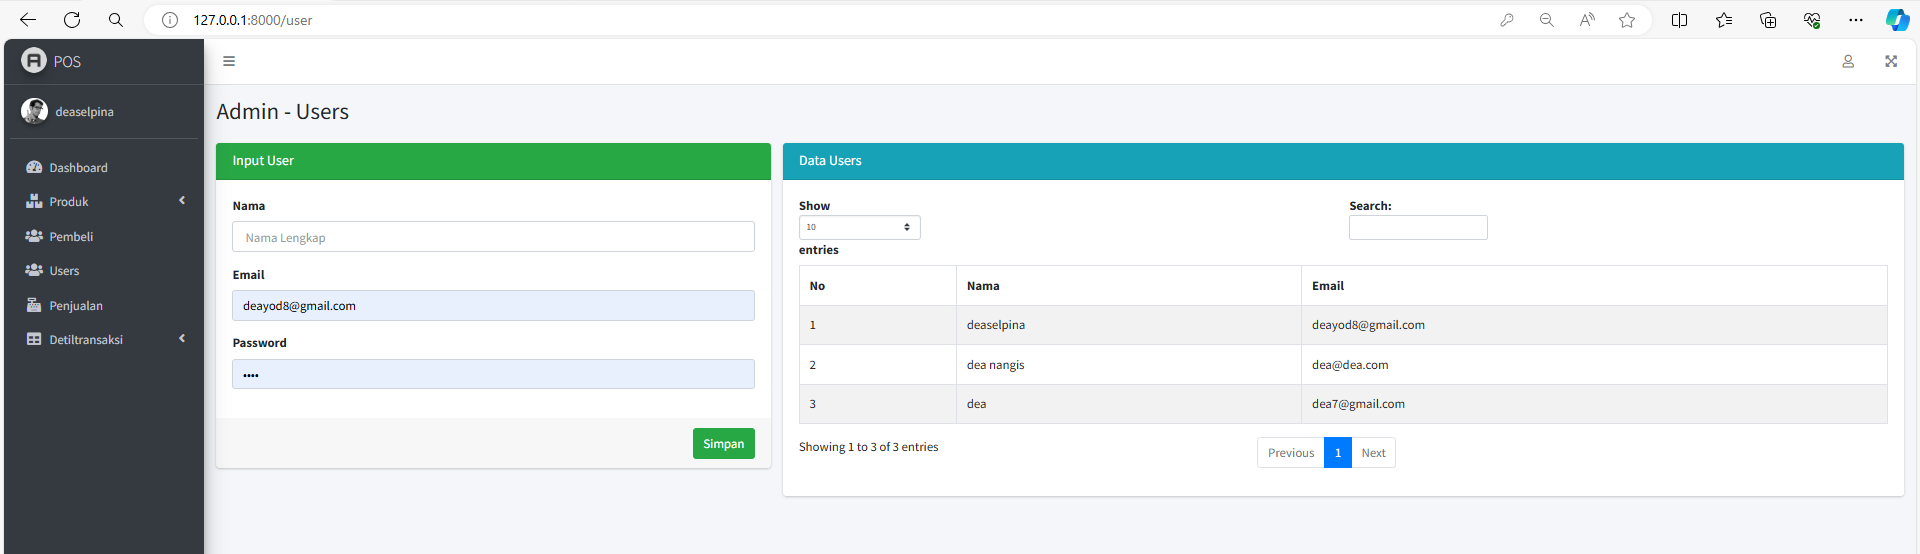 127.0.0.1:8000/user
POS
deaselpina
Dashboard
Produk
Pembeli
Users
Penjualan
Detiltransaksi
Admin - Users
Input User
Nama
Nama Lengkap
Email
deayod8@gmail.com
Password
••••
Simpan
Data Users
Show
10
entries
Search:
No Nama Email
1 deaselpina deayod8@gmail.com
2 dea nangis dea@dea.com
3 dea dea7@gmail.com
Showing 1 to 3 of 3 entries
Previous 1 Next